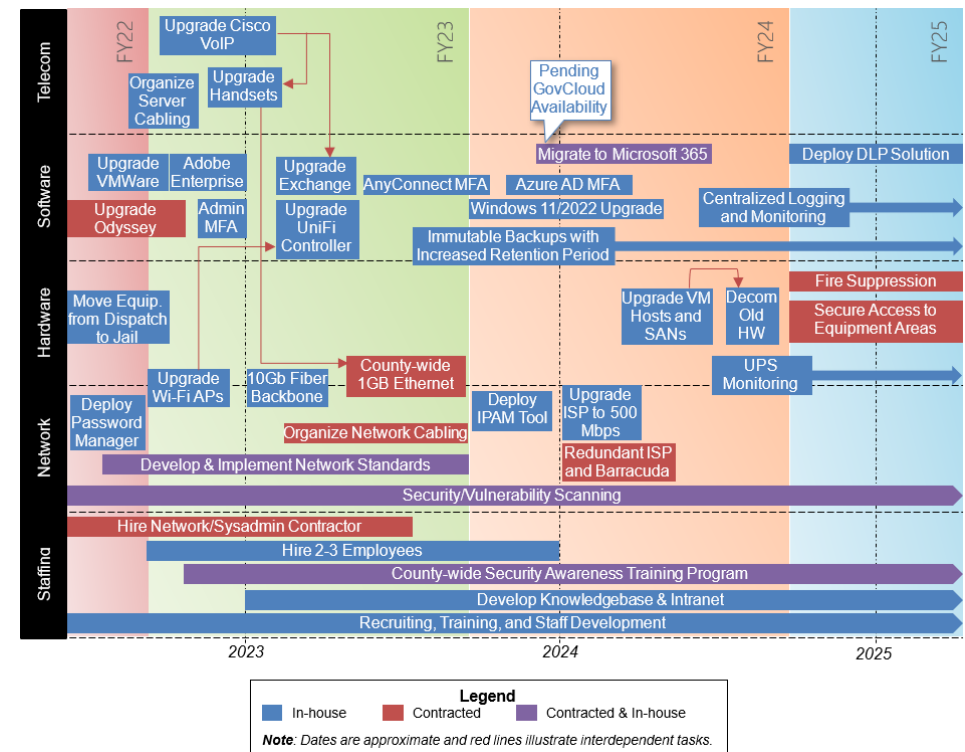 FY22
FY23
FY24
FY25
Telecom
Upgrade Cisco
VoIP
Organize
Server
Cabling
Upgrade
Handsets
Pending
GovCloud
Availability
Software
Migrate to Microsoft 365
Deploy DLP Solution
Upgrade
VMWare
Adobe
Enterprise
Upgrade
Exchange
AnyConnect MFA
Azure AD MFA
Upgrade
Odyssey
Admin
MFA
Upgrade
UniFi
Controller
Windows 11/2022 Upgrade
Centralized Logging
and Monitoring
Immutable Backups with
Increased Retention Period
Hardware
Move Equip.
from Dispatch
to Jail
Upgrade VM
Hosts and
SANs
Decom
Old
HW
Fire Suppression
Secure Access to
Equipment Areas
Upgrade
Wi-Fi APs
10Gb Fiber
Backbone
County-wide
1GB Ethernet
UPS
Monitoring
Network
Deploy
Password
Manager
Deploy
IPAM Tool
Upgrade
ISP to 500
Mbps
Organize Network Cabling
Redundant ISP
and Barracuda
Develop & Implement Network Standards
Security/Vulnerability Scanning
Staffing
Hire Network/Sysadmin Contractor
Hire 2-3 Employees
County-wide Security Awareness Training Program
Develop Knowledgebase & Intranet
Recruiting, Training, and Staff Development
2023
2024
2025
Legend
In-house
Contracted
Contracted & In-house
Note: Dates are approximate and red lines illustrate interdependent tasks.